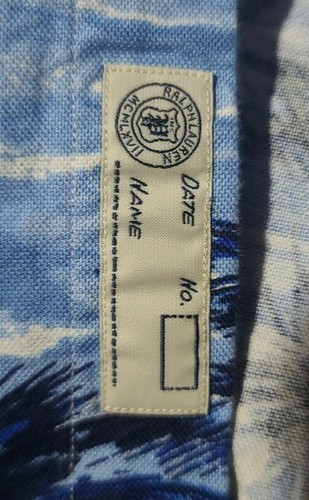 RALPH LAUREN
MCMLXVII
DATE No.
NAME